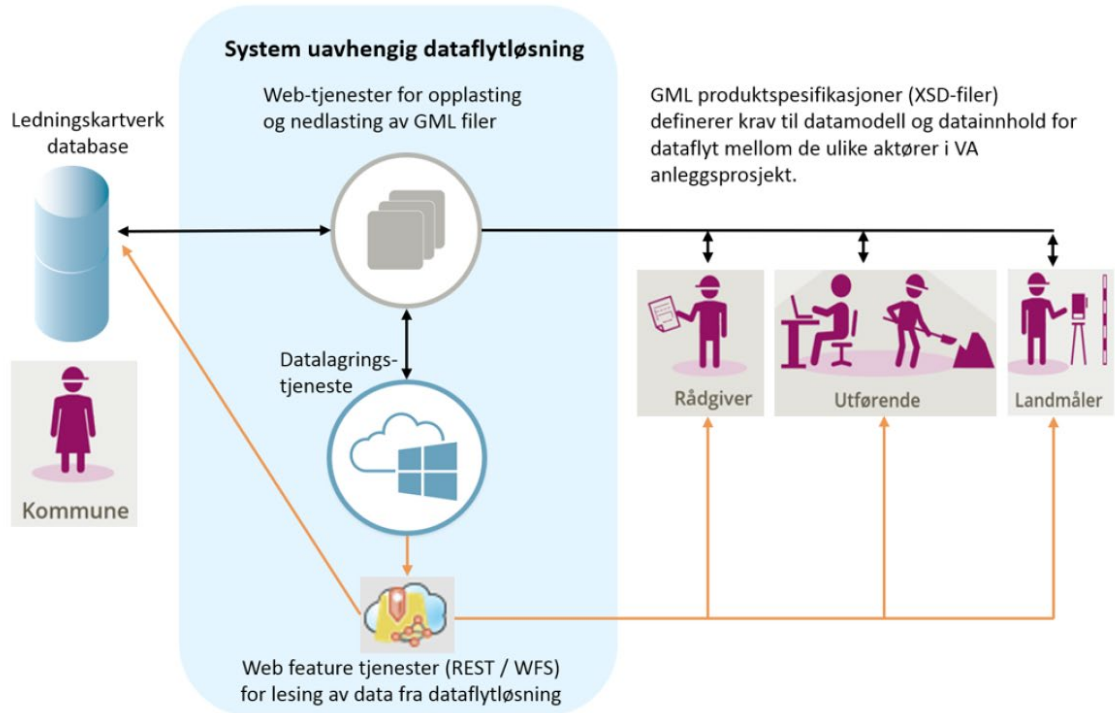 System uavhengig dataflytløsning
Web-tjenester for opplasting
og nedlasting av GML filer
Ledningskartverk
database
GML produktspesifikasjoner (XSD-filer)
definerer krav til datamodell og datainnhold for
dataflyt mellom de ulike aktører i VA
anleggsprosjekt.
Datalagrings-
tjeneste
Rådgiver
Utførende
Landmåler
Kommune
Web feature tjenester (REST / WFS)
for lesing av data fra dataflytløsning